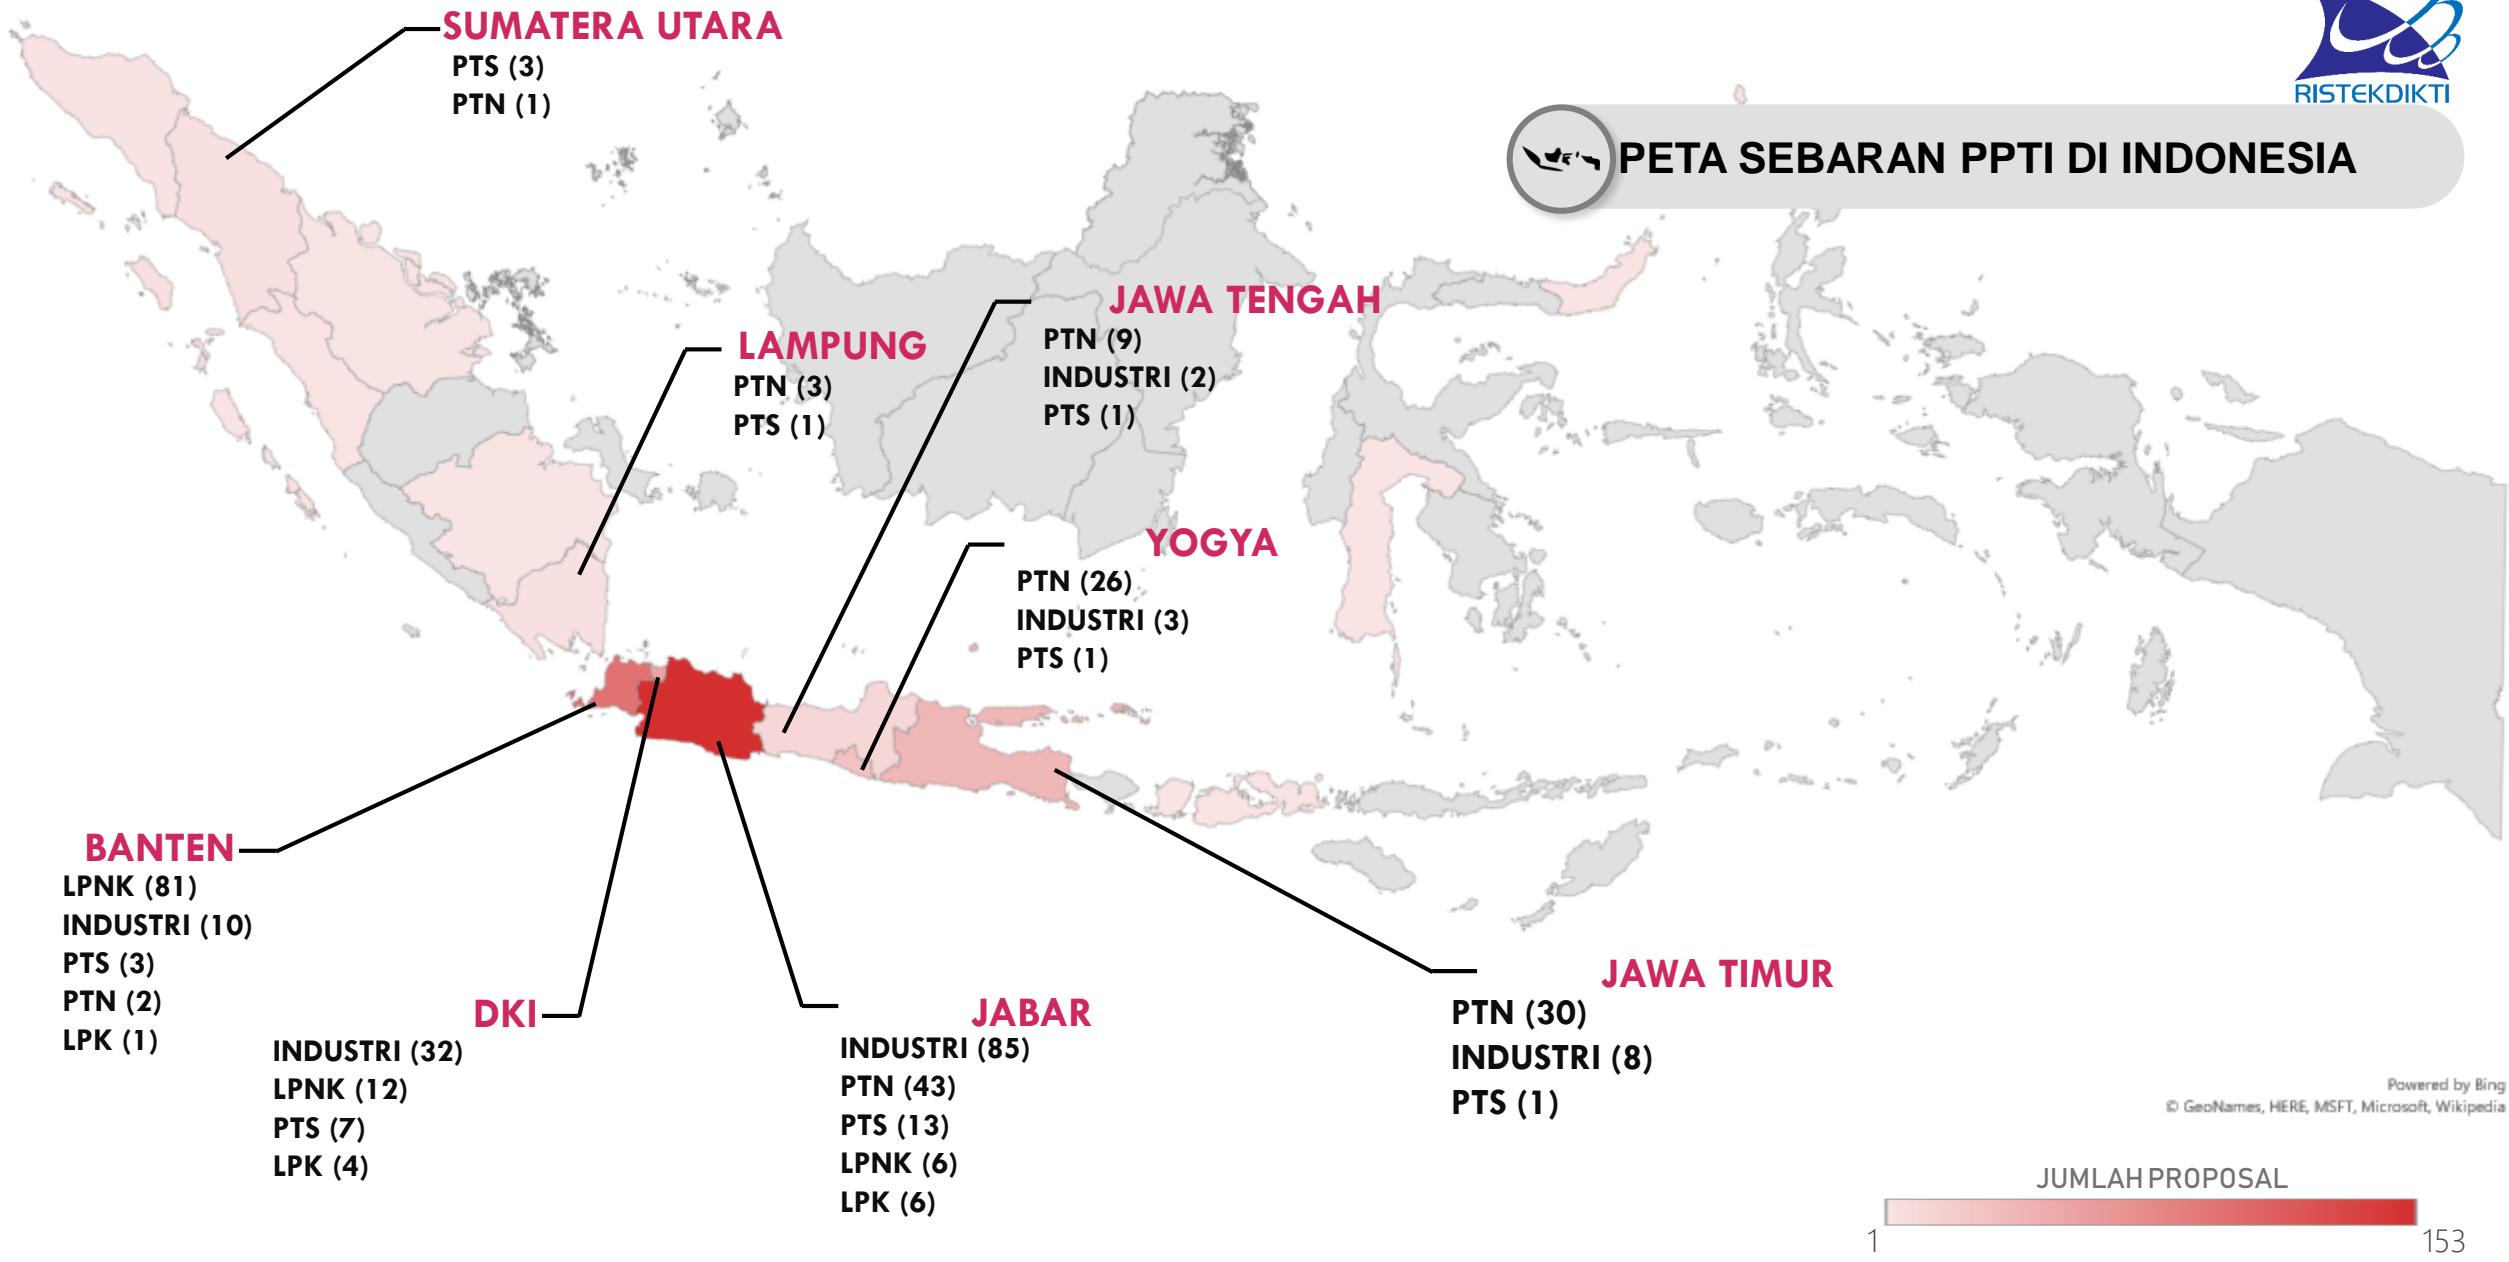 SUMATERA UTARA
PTS (3)
PTN (1)
RISTEKDIKTI
PETA SEBARAN PPTI DI INDONESIA
JAWA TENGAH
PTN (9)
INDUSTRI (2)
PTS (1)
LAMPUNG
PTN (3)
PTS (1)
YOGYA
PTN (26)
INDUSTRI (3)
PTS (1)
BANTEN
LPNK (81)
INDUSTRI (10)
PTS (3)
PTN (2)
LPK (1)
DKI
INDUSTRI (32)
LPNK (12)
PTS (7)
LPK (4)
JABAR
INDUSTRI (85)
PTN (43)
PTS (13)
LPNK (6)
LPK (6)
JAWA TIMUR
PTN (30)
INDUSTRI (8)
PTS (1)
Powered by Bing
© GeoNames, HERE, MSFT, Microsoft, Wikipedia
JUMLAH PROPOSAL
1
153